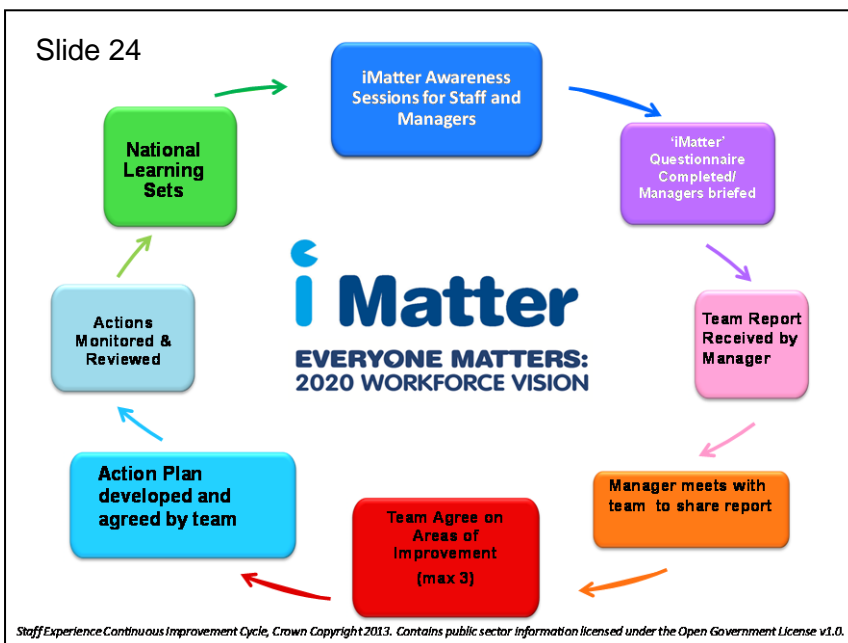 Slide 24
iMatter Awareness
Sessions for Staff and
Managers
'iMatter'
Questionnaire
Completed/
Managers briefed
Team Report
Received by
Manager
Manager meets with
team to share report
Team Agree on
Areas of
Improvement
(max 3)
Action Plan
developed and
agreed by team
Actions
Monitored &
Reviewed
National
Learning
Sets
i Matter
EVERYONE MATTERS:
2020 WORKFORCE VISION
Staff Experience Continuous Improvement Cycle, Crown Copyright 2013. Contains public sector information licensed under the Open Government License v1.0.